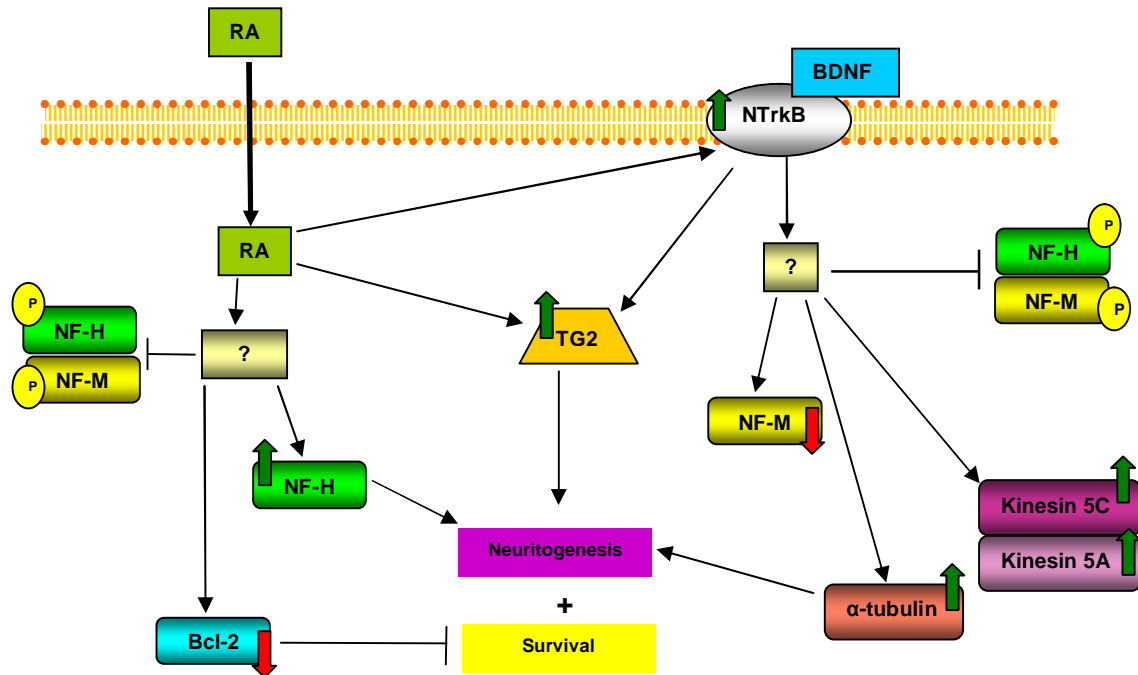 RA
BDNF
NTrkB
RA
?
P
NF-H
NF-M
P
P
NF-H
NF-M
P
?
TG2
NF-M
NF-H
Kinesin 5C
Kinesin 5A
Neuritogenesis
+
α-tubulin
Bcl-2
Survival